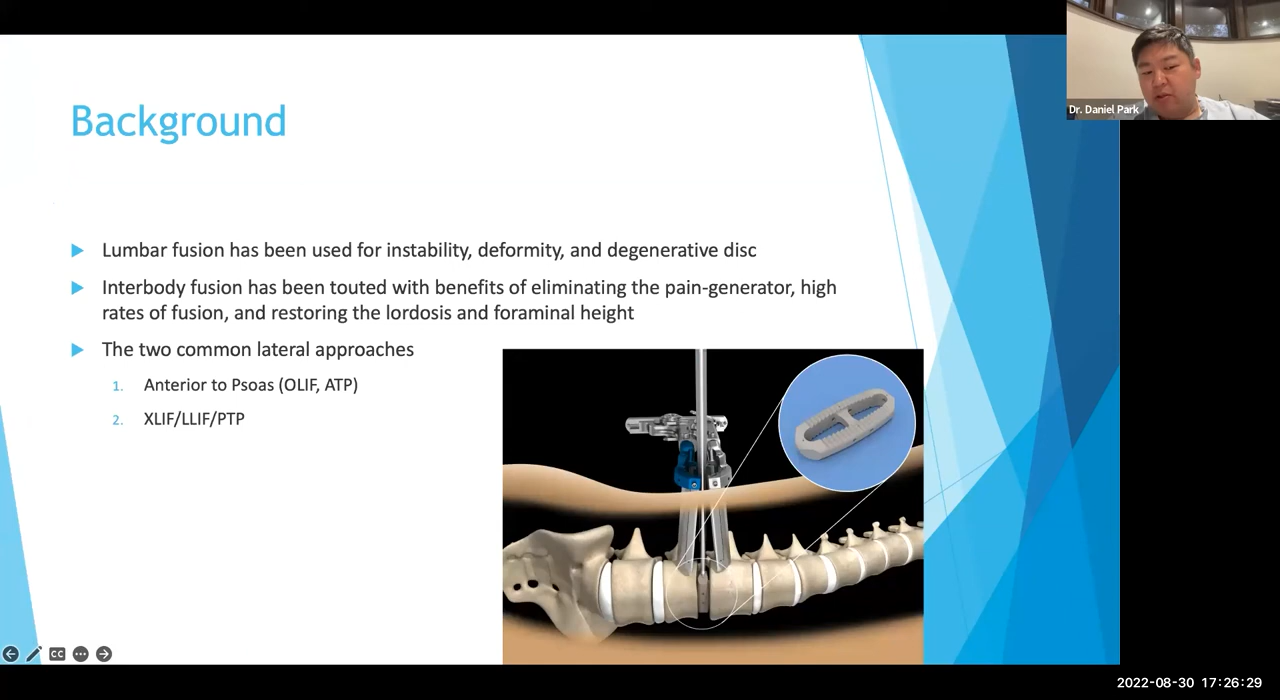 Dr. Daniel Park
Background
Lumbar fusion has been used for instability, deformity, and degenerative disc
Interbody fusion has been touted with benefits of eliminating the pain-generator, high
rates of fusion, and restoring the lordosis and foraminal height
The two common lateral approaches
1. Anterior to Psoas (OLIF, ATP)
2. XLIF/LLIF/PTP
CC
2022-08-30 17:26:29